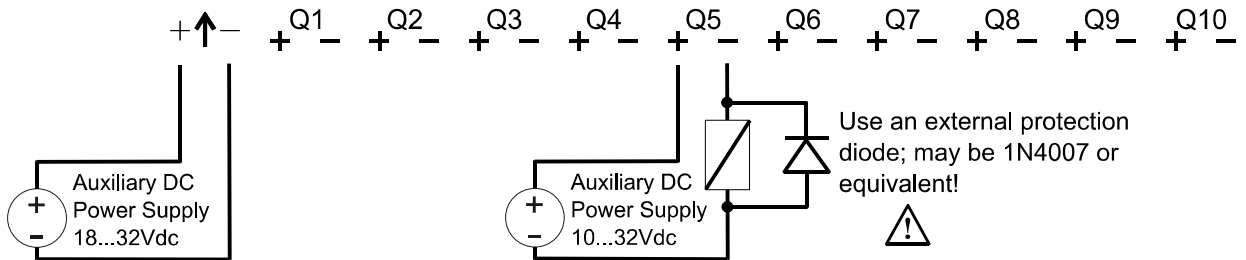 Q1 Q2 Q3 Q4 Q5 Q6 Q7 Q8 Q9 Q10
+ − + − + − + − + − + − + − + − + − + − + −
Auxiliary DC
Power Supply
18...32Vdc
+
−
Auxiliary DC
Power Supply
10...32Vdc
+
−
Use an external protection
diode; may be 1N4007 or
equivalent!
!